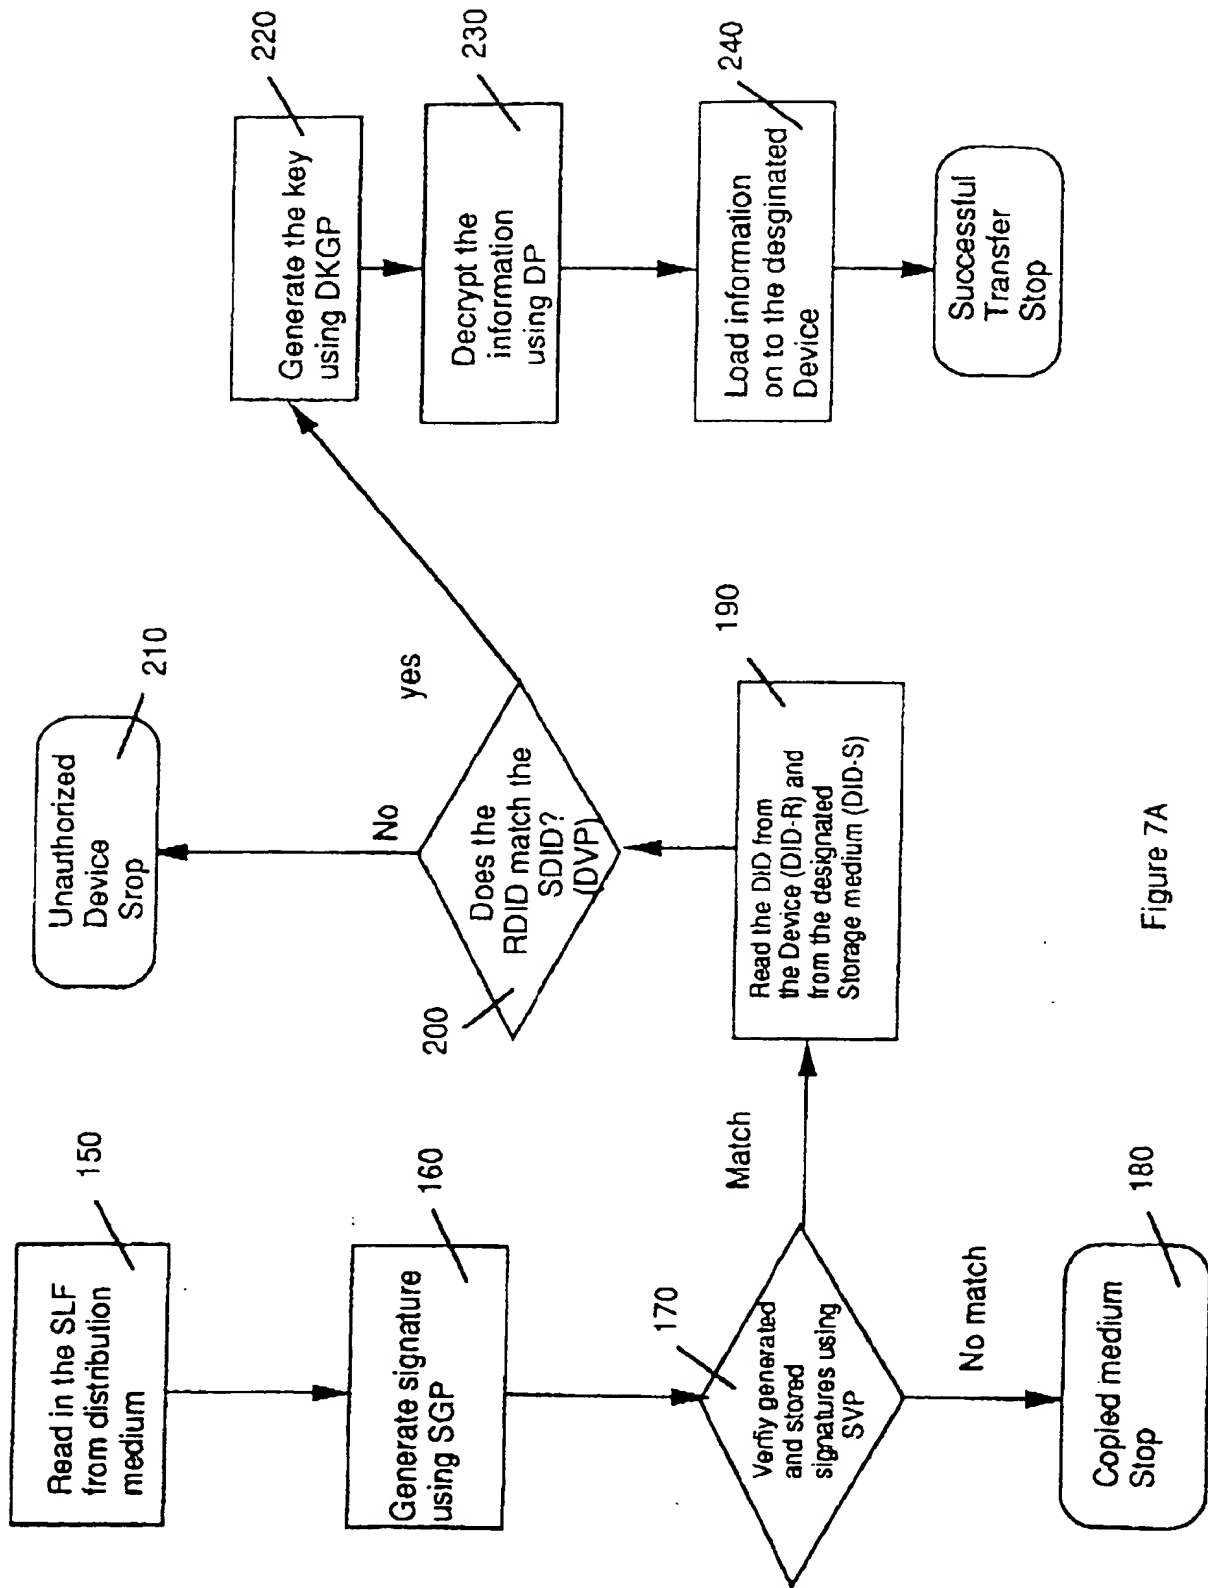 150
Read in the SLF
from distribution
medium
160
Generate signature
using SGP
170
Verfiy generated
and stored
signatures using
SVP
No match
180
Copied medium
Stop
Match
190
Read the DID from
the Device (DID-R) and
from the designated
Storage medium (DID-S)
200
Does the
RDID match the
SDID?
(DVP)
No
210
Unauthorized
Device
Srop
yes
220
Generate the key
using DKGP
230
Decrypt the
information
using DP
240
Load information
on to the desginated
Device
Successful
Transfer
Stop
Figure 7A